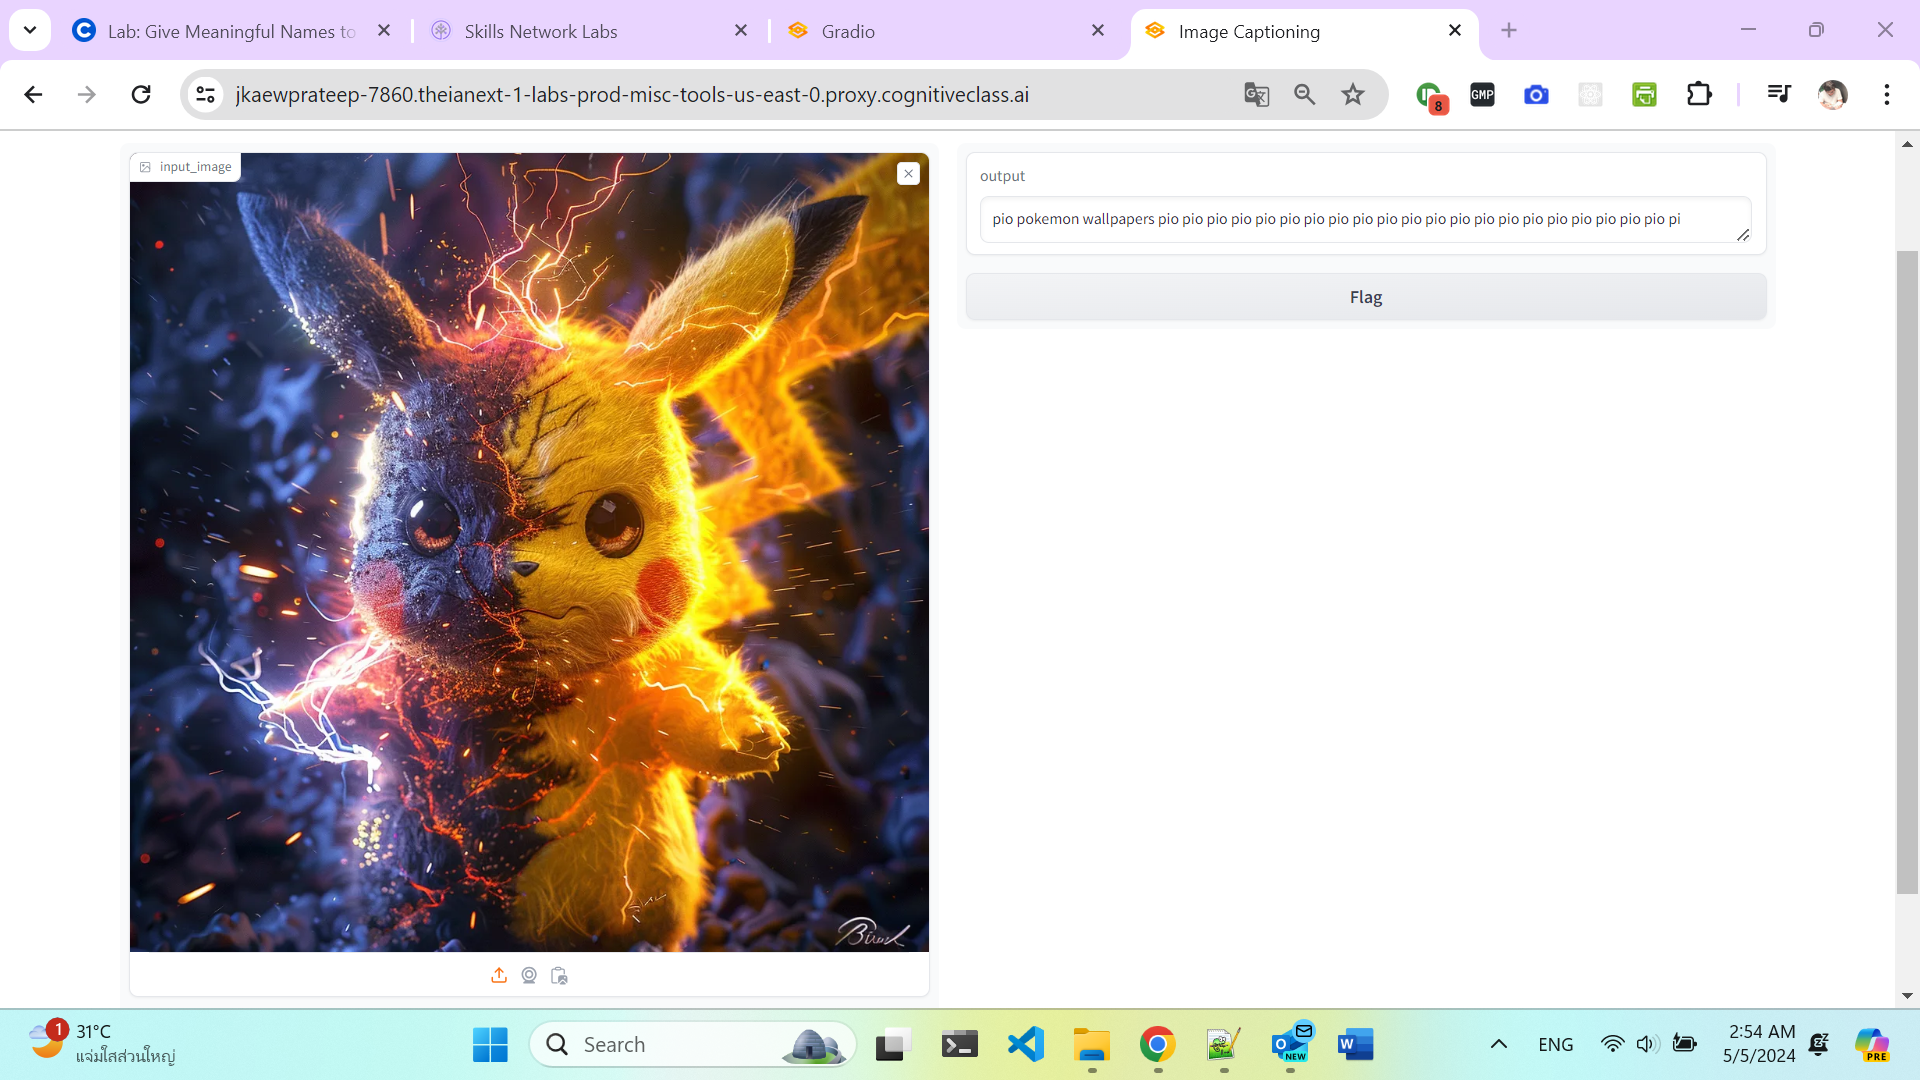 Lab: Give Meaningful Names to
Skills Network Labs
Gradio
Image Captioning
jkaewprateep-7860.theianext-1-labs-prod-misc-tools-us-east-0.proxy.cognitiveclass.ai
8
GMP
input_image
output
pio pokemon wallpapers pio pio pio pio pio pio pio pio pio pio pio pio pio pio pio pio pio pio pio pio pio pi
Flag
1
31°C
แจ่มใสส่วนใหญ่
Search
NEW
ENG
2:54 AM
5/5/2024
PRE